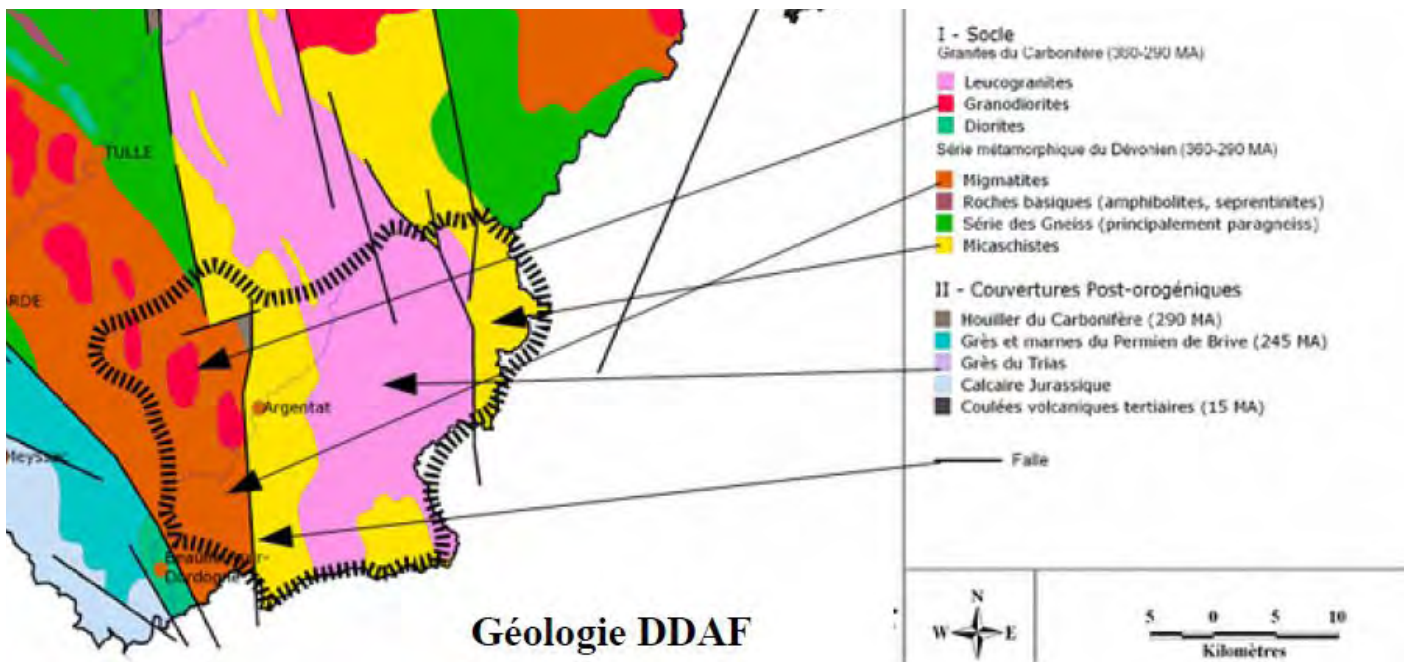 TULLE
ARDE
Argentat
Meyssac
Dordogne
Géologie DDAF
I - Socle
Granites du Carbonifère (360-290 MA)
Leucogranites
Granodiorites
Diorites
Série métamorphique du Dévonien (360-290 MA)
Migmatites
Roches basiques (amphibolites, seprentinites)
Série des Gneiss (principalement paragneiss)
Micaschistes
II - Couvertures Post-orogéniques
Houiller du Carbonifère (290 MA)
Grès et marnes du Permien de Brive (245 MA)
Grès du Trias
Calcaire Jurassique
Coulées volcaniques tertiaires (15 MA)
Faille
N
W E
S
5 0 5 10
Kilomètres